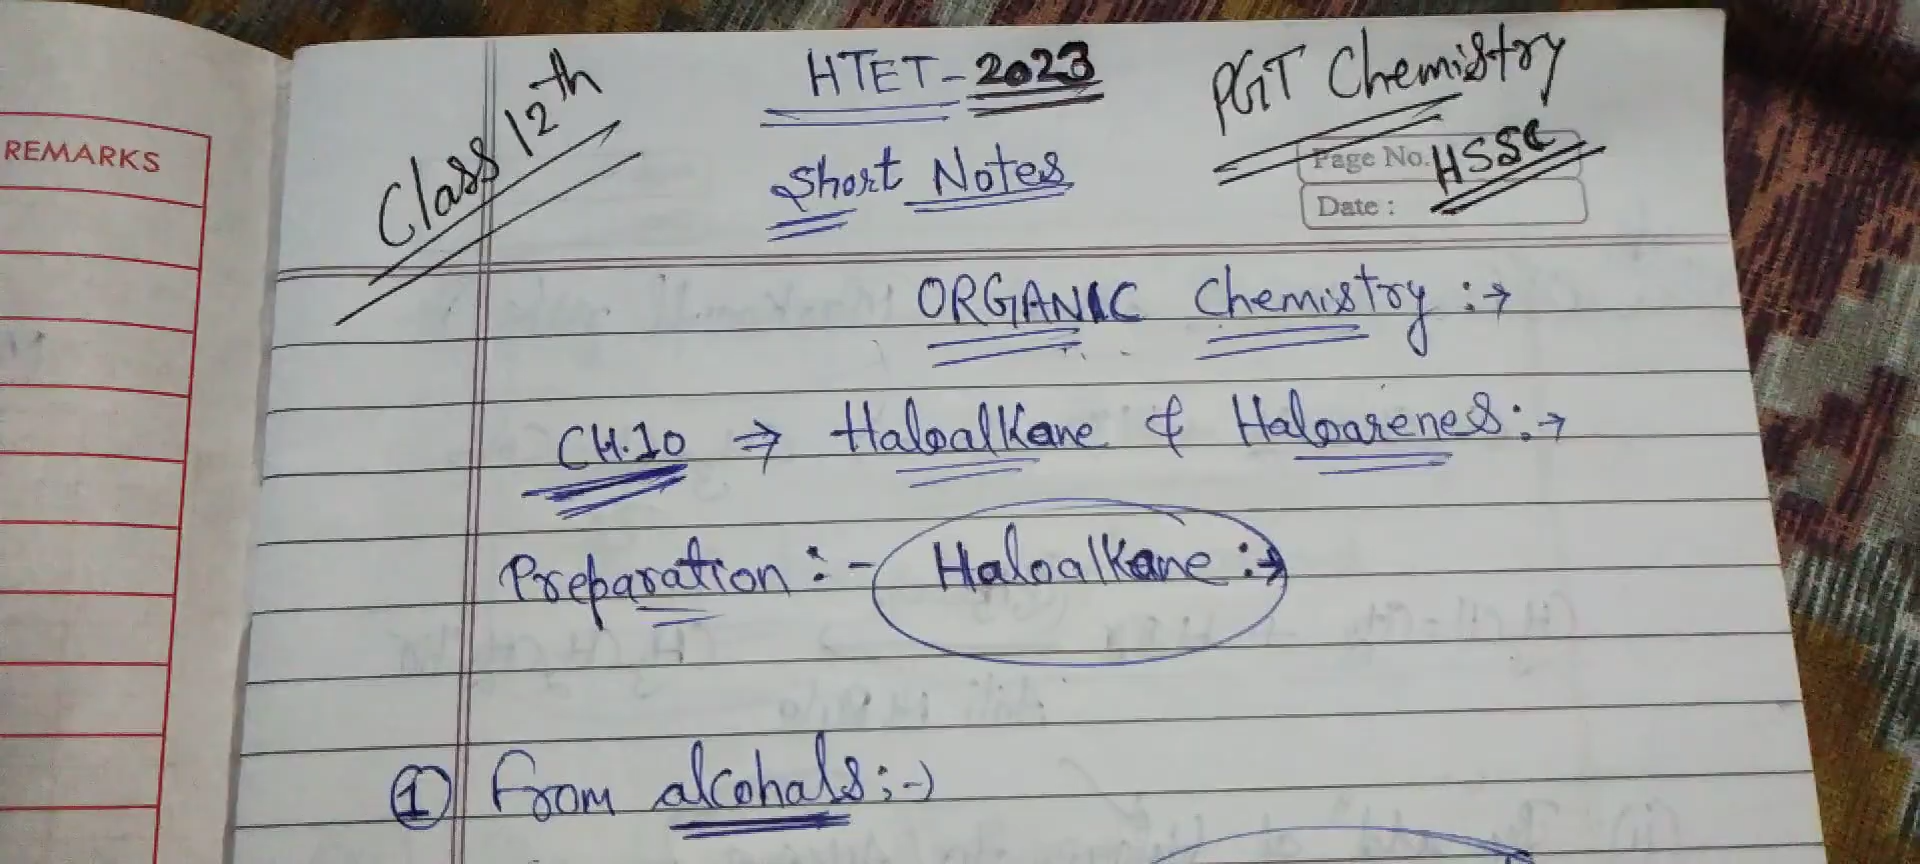 REMARKS
Class 12th
HTET-2023
PGT Chemistry
Short Notes
Page No.
HSSC
Date :
ORGANIC Chemistry :→
CH.10 ⇒ Haloalkane & Haloarenes :→
Preparation :- Haloalkane :→
① From alcohals :-)